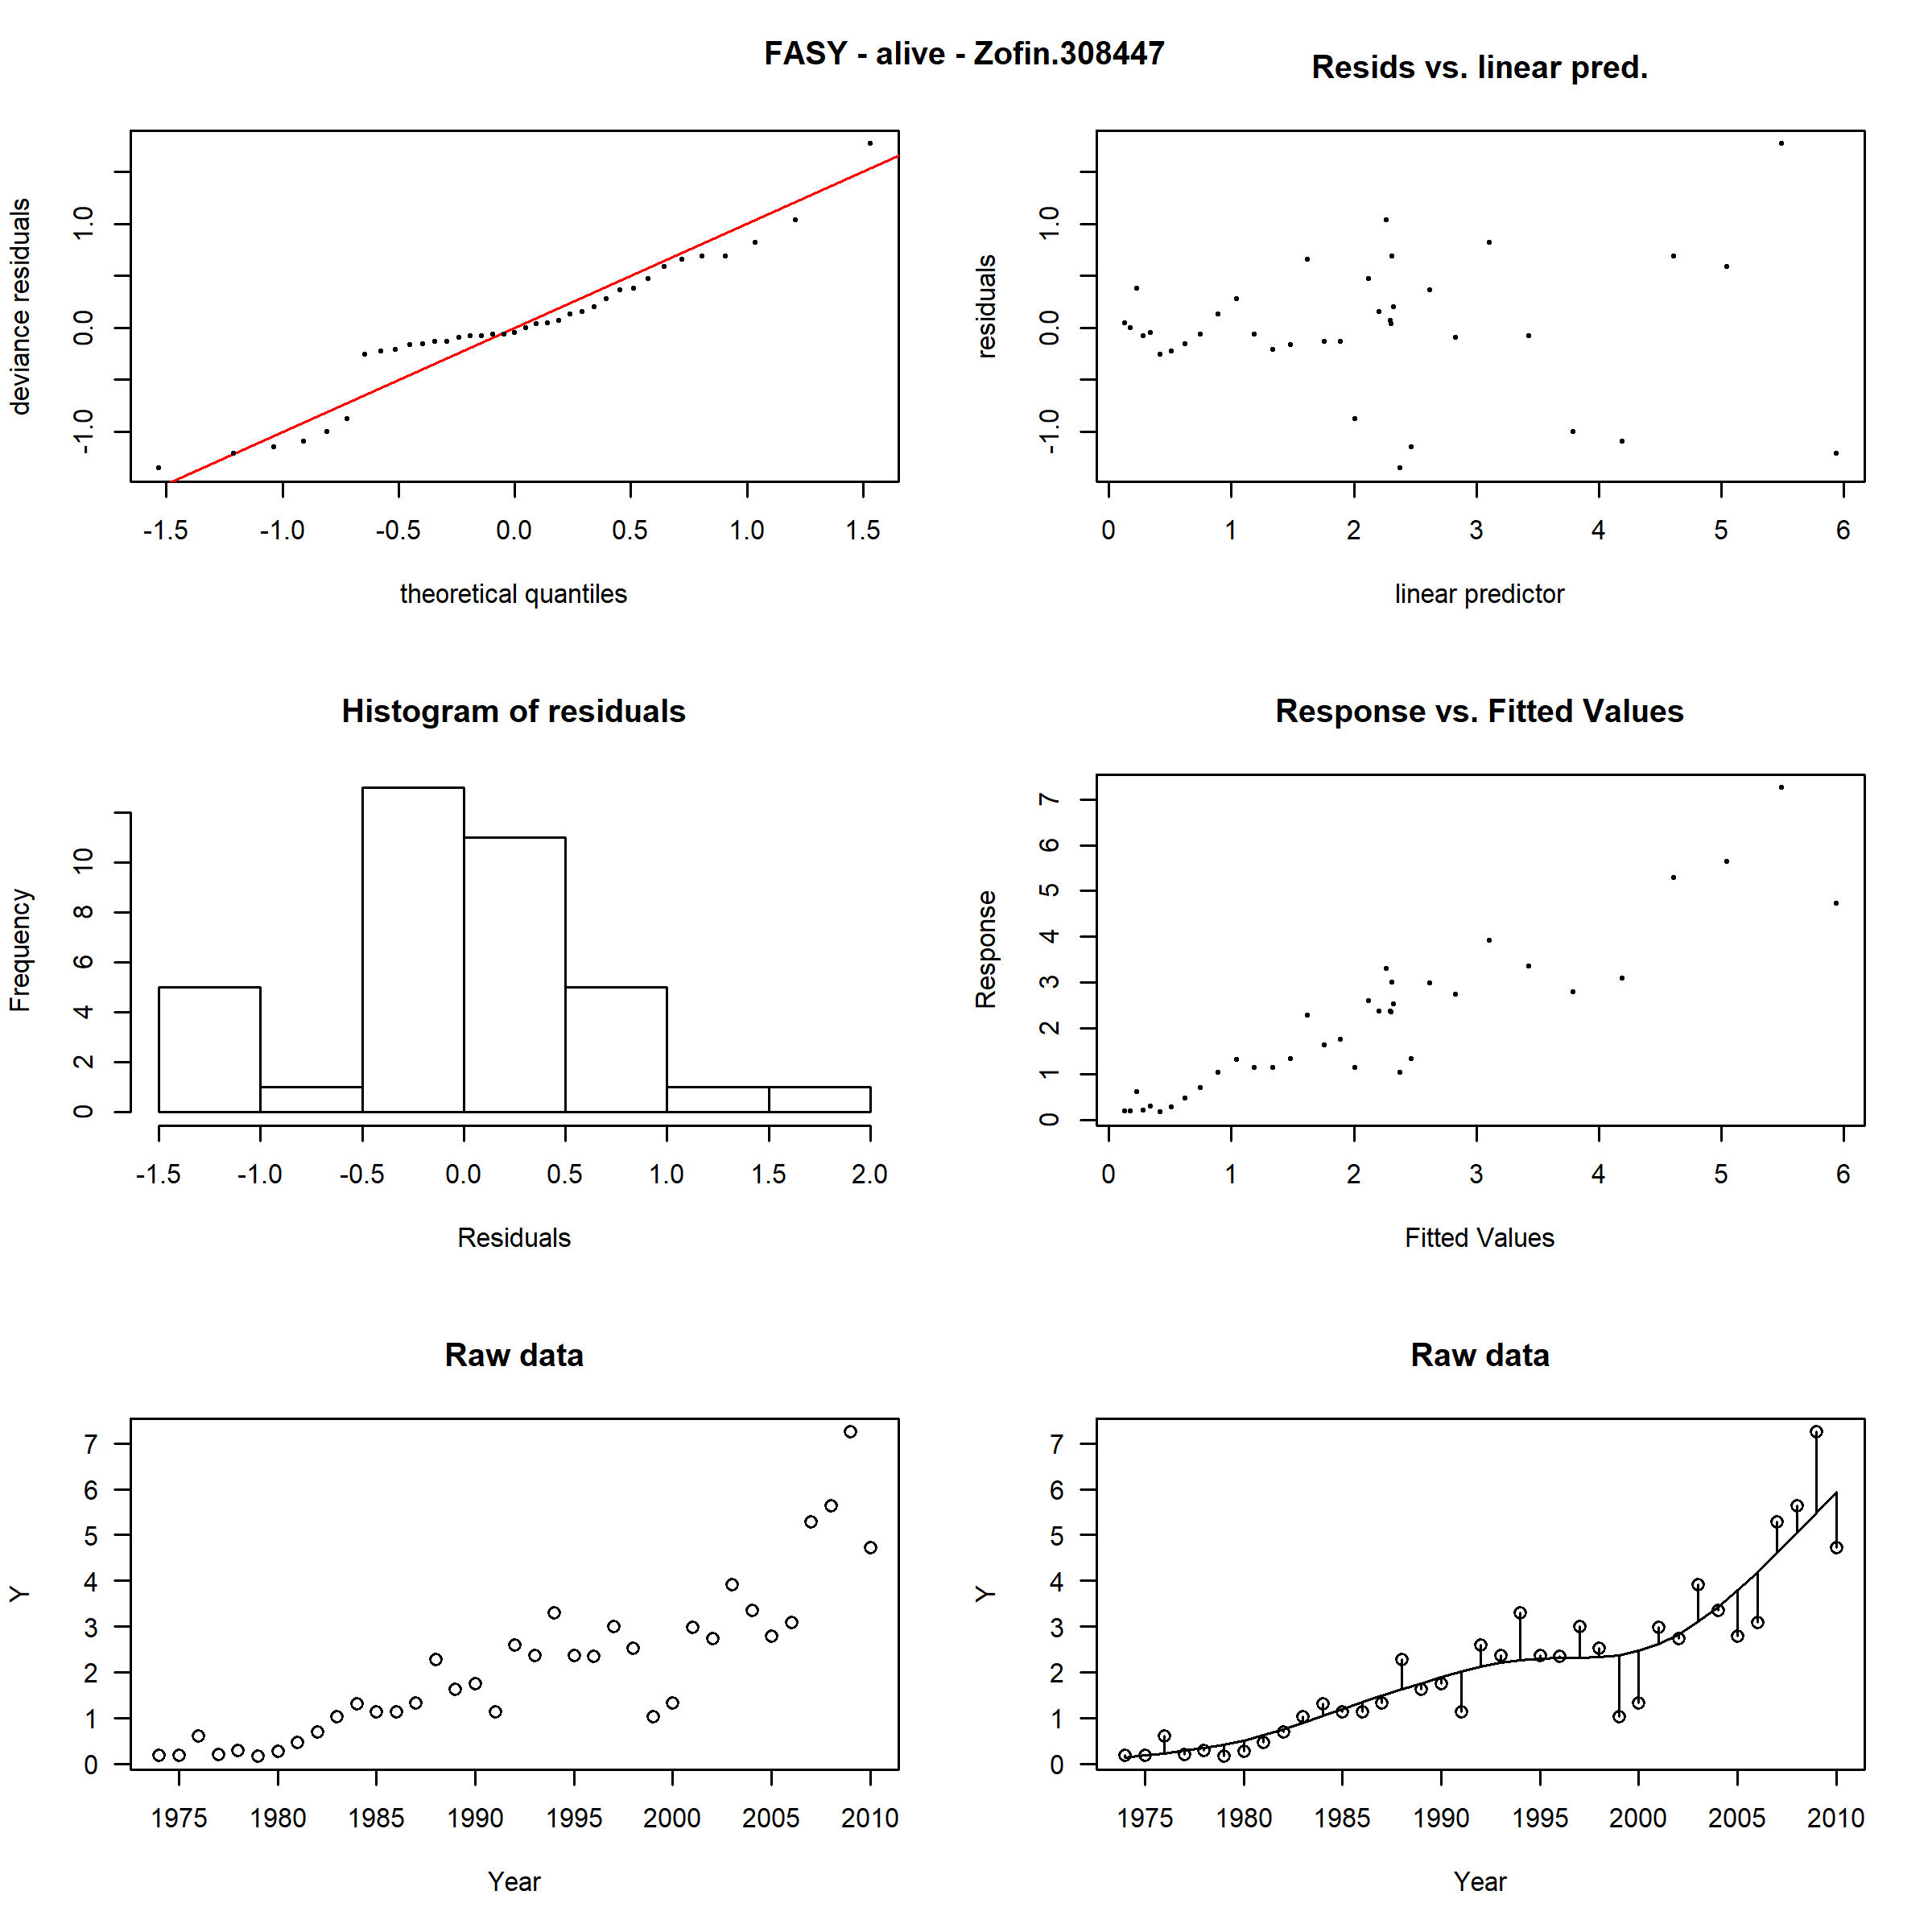 FASY - alive - Zofin.308447
Resids vs. linear pred.
deviance residuals
-1.0 0.0 1.0
-1.5 -1.0 -0.5 0.0 0.5 1.0 1.5
theoretical quantiles
residuals
-1.0 0.0 1.0
0 1 2 3 4 5 6
linear predictor
Histogram of residuals
Frequency
0 2 4 6 8 10
-1.5 -1.0 -0.5 0.0 0.5 1.0 1.5 2.0
Residuals
Response vs. Fitted Values
Response
0 1 2 3 4 5 6 7
0 1 2 3 4 5 6
Fitted Values
Raw data
Y
7
6
5
4
3
2
1
0
1975 1980 1985 1990 1995 2000 2005 2010
Year
Raw data
Y
7
6
5
4
3
2
1
0
1975 1980 1985 1990 1995 2000 2005 2010
Year